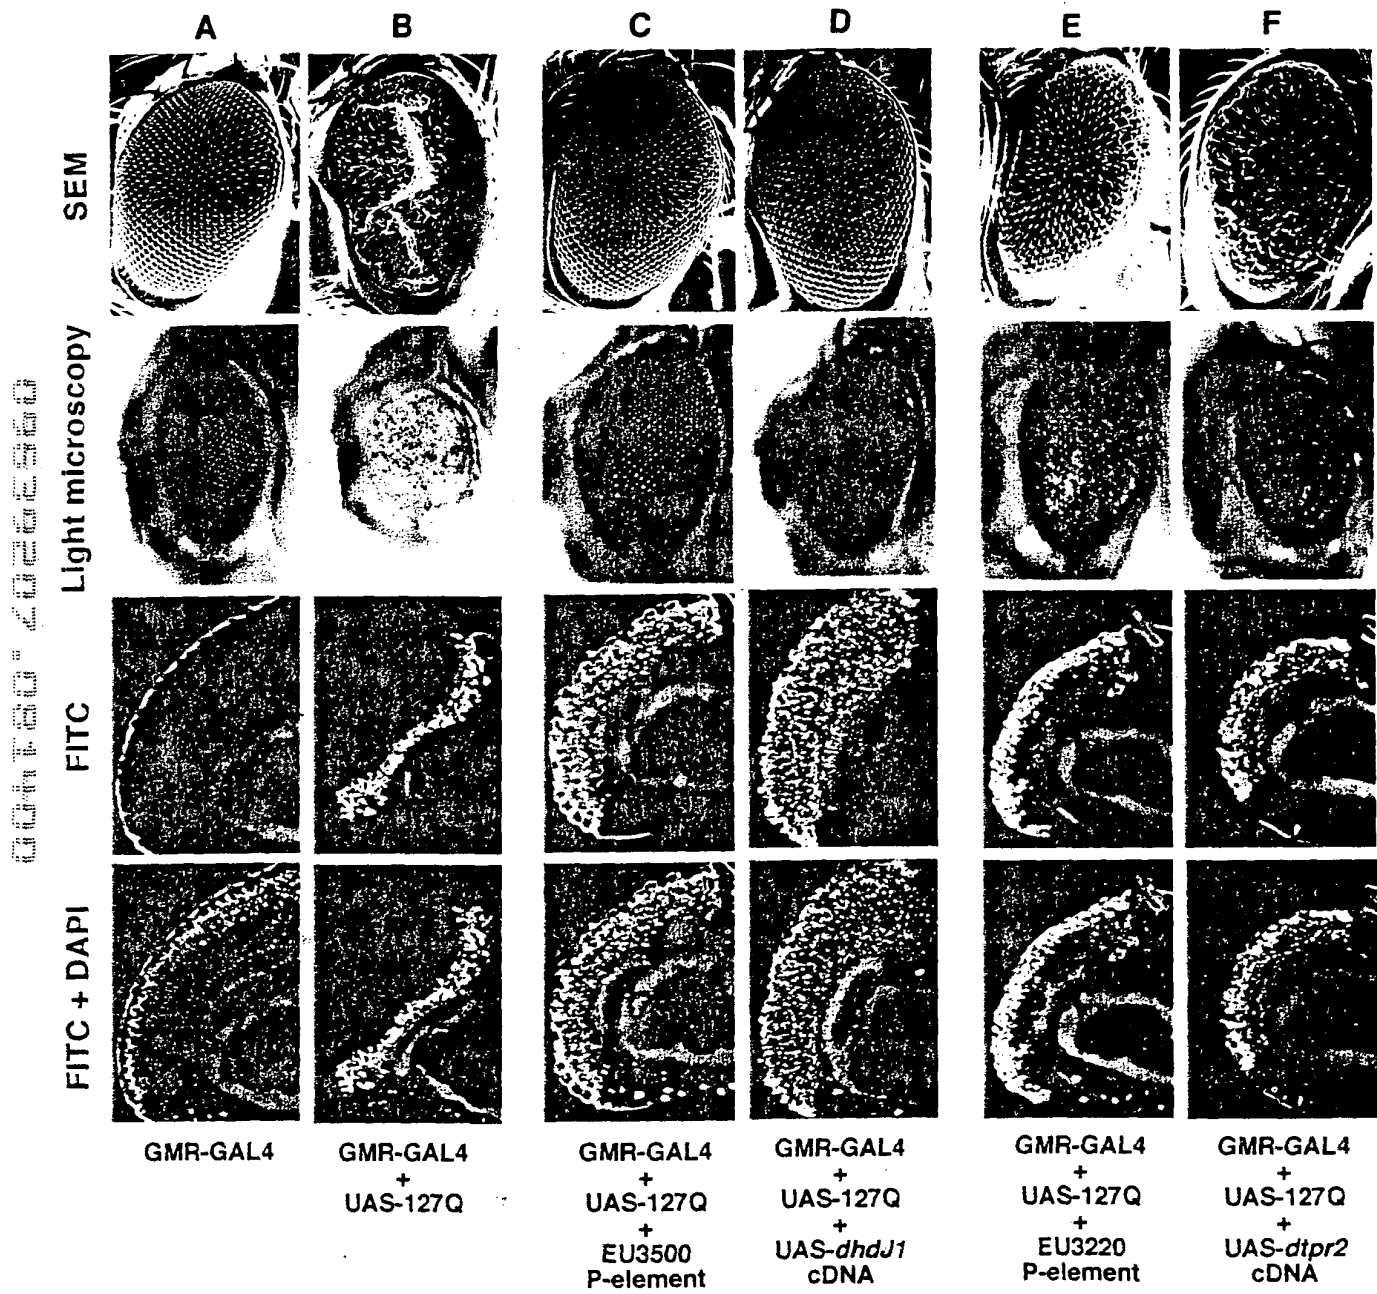 A B C D E F
SEM
Light microscopy
FITC
FITC + DAPI
GMR-GAL4
GMR-GAL4
+
UAS-127Q
GMR-GAL4
+
UAS-127Q
+
EU3500
P-element
GMR-GAL4
+
UAS-127Q
+
UAS-dhdJ1
cDNA
GMR-GAL4
+
UAS-127Q
+
EU3220
P-element
GMR-GAL4
+
UAS-127Q
+
UAS-dtpr2
cDNA